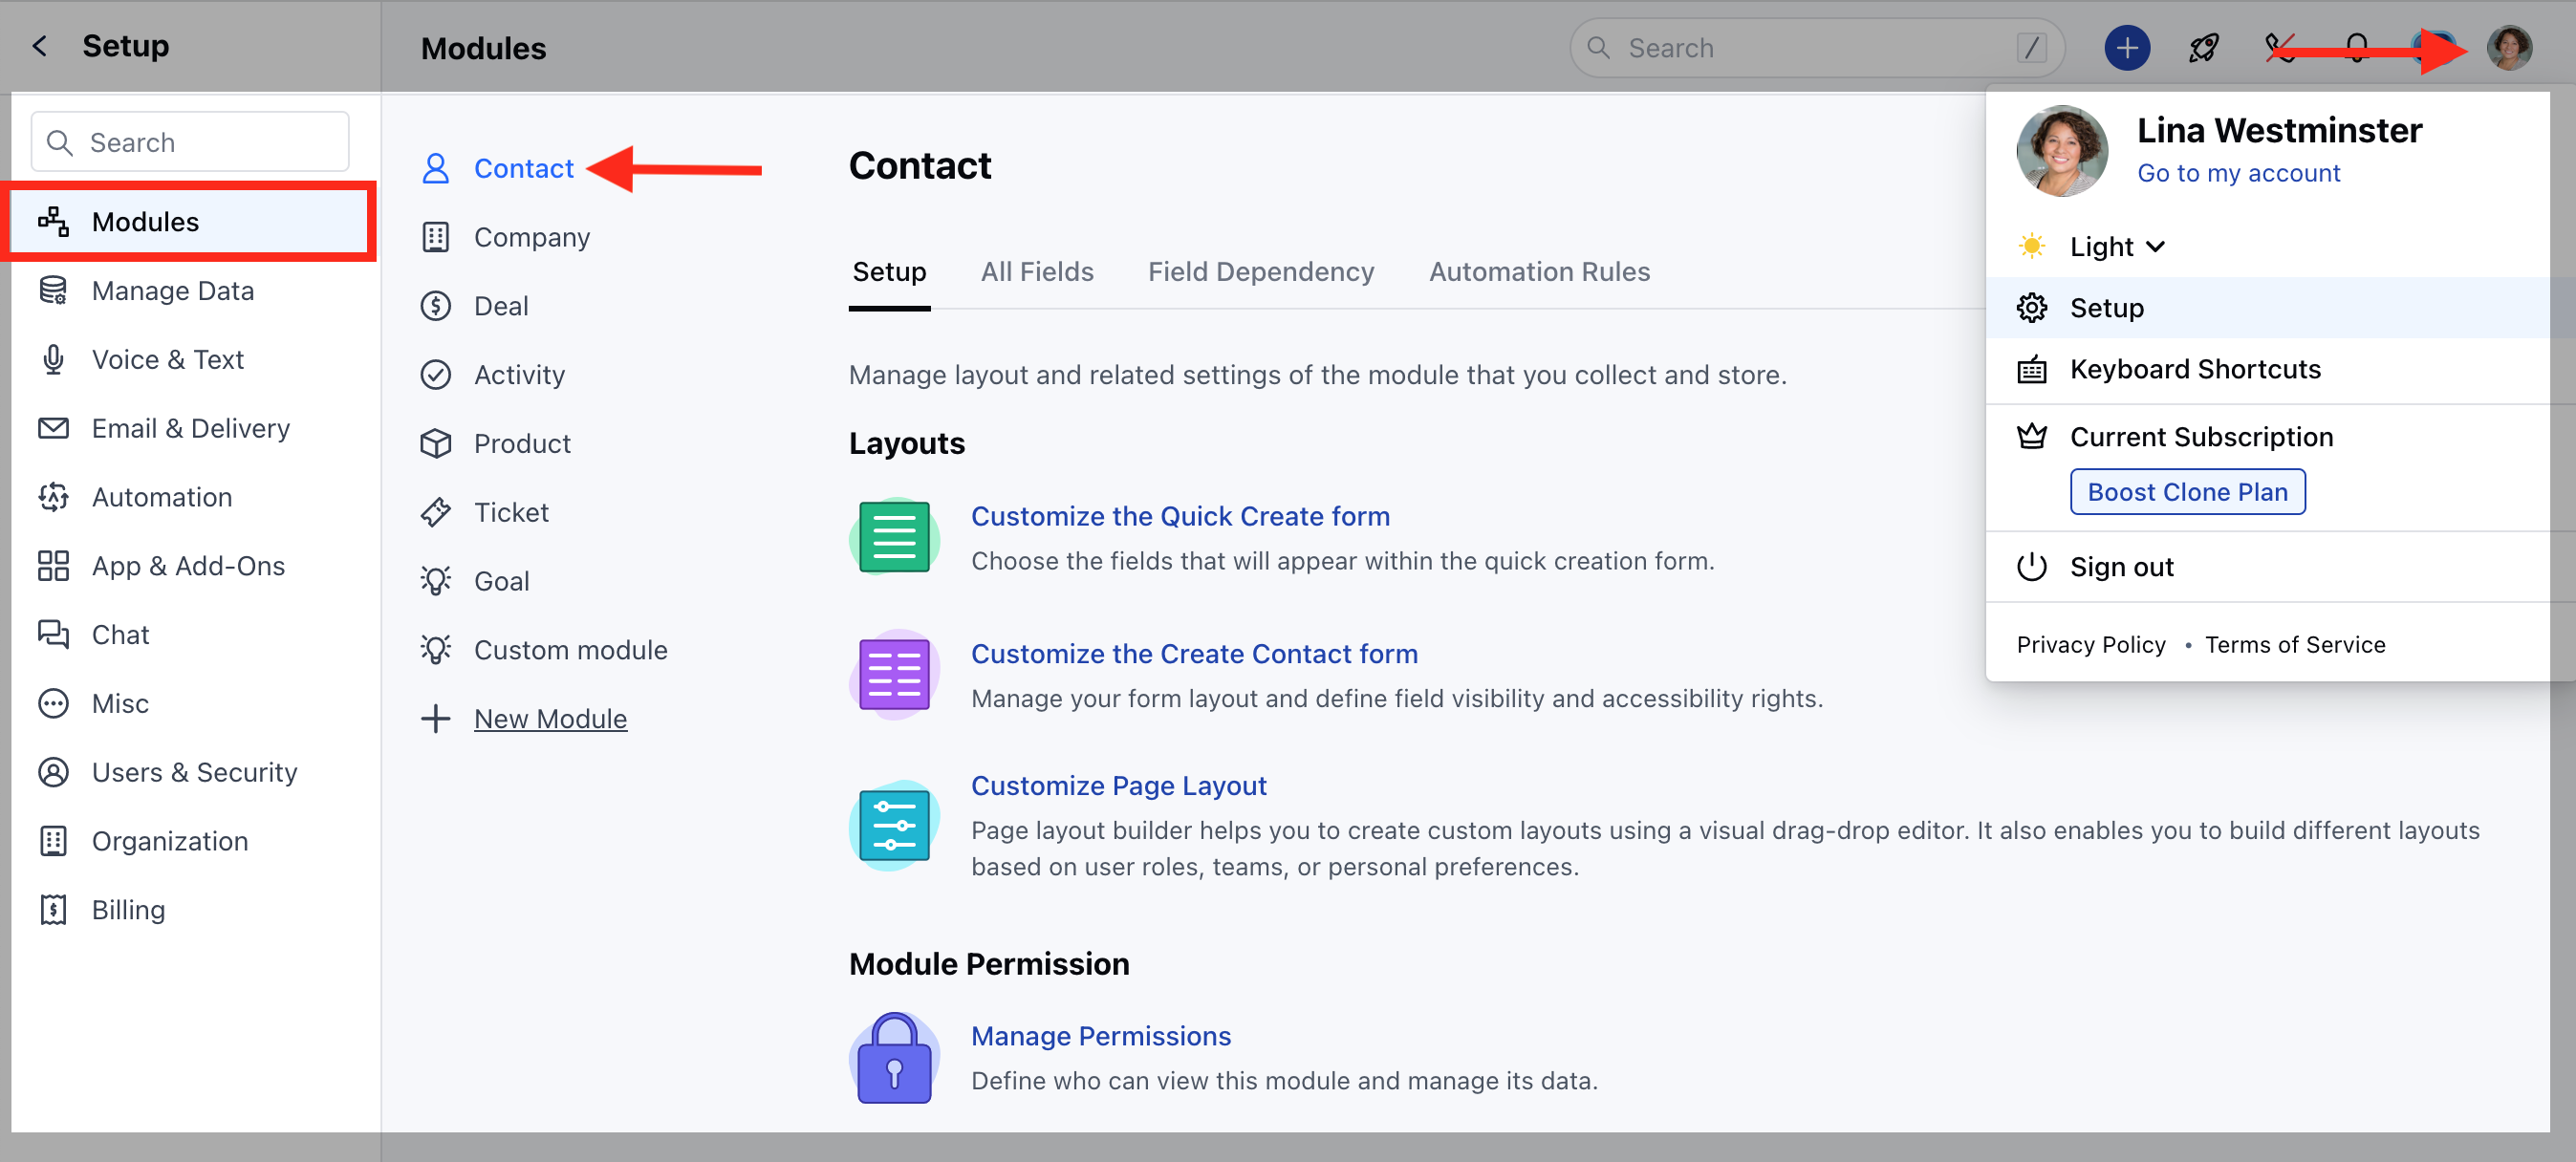 Setup
Modules
Search /
Search
Modules
Manage Data
Voice & Text
Email & Delivery
Automation
App & Add-Ons
Chat
Misc
Users & Security
Organization
Billing
Contact
Company
Deal
Activity
Product
Ticket
Goal
Custom module
New Module
Contact
Setup All Fields Field Dependency Automation Rules
Manage layout and related settings of the module that you collect and store.
Layouts
Customize the Quick Create form
Choose the fields that will appear within the quick creation form.
Customize the Create Contact form
Manage your form layout and define field visibility and accessibility rights.
Customize Page Layout
Page layout builder helps you to create custom layouts using a visual drag-drop editor. It also enables you to build different layouts
based on user roles, teams, or personal preferences.
Module Permission
Manage Permissions
Define who can view this module and manage its data.
Lina Westminster
Go to my account
Light
Setup
Keyboard Shortcuts
Current Subscription
Boost Clone Plan
Sign out
Privacy Policy • Terms of Service